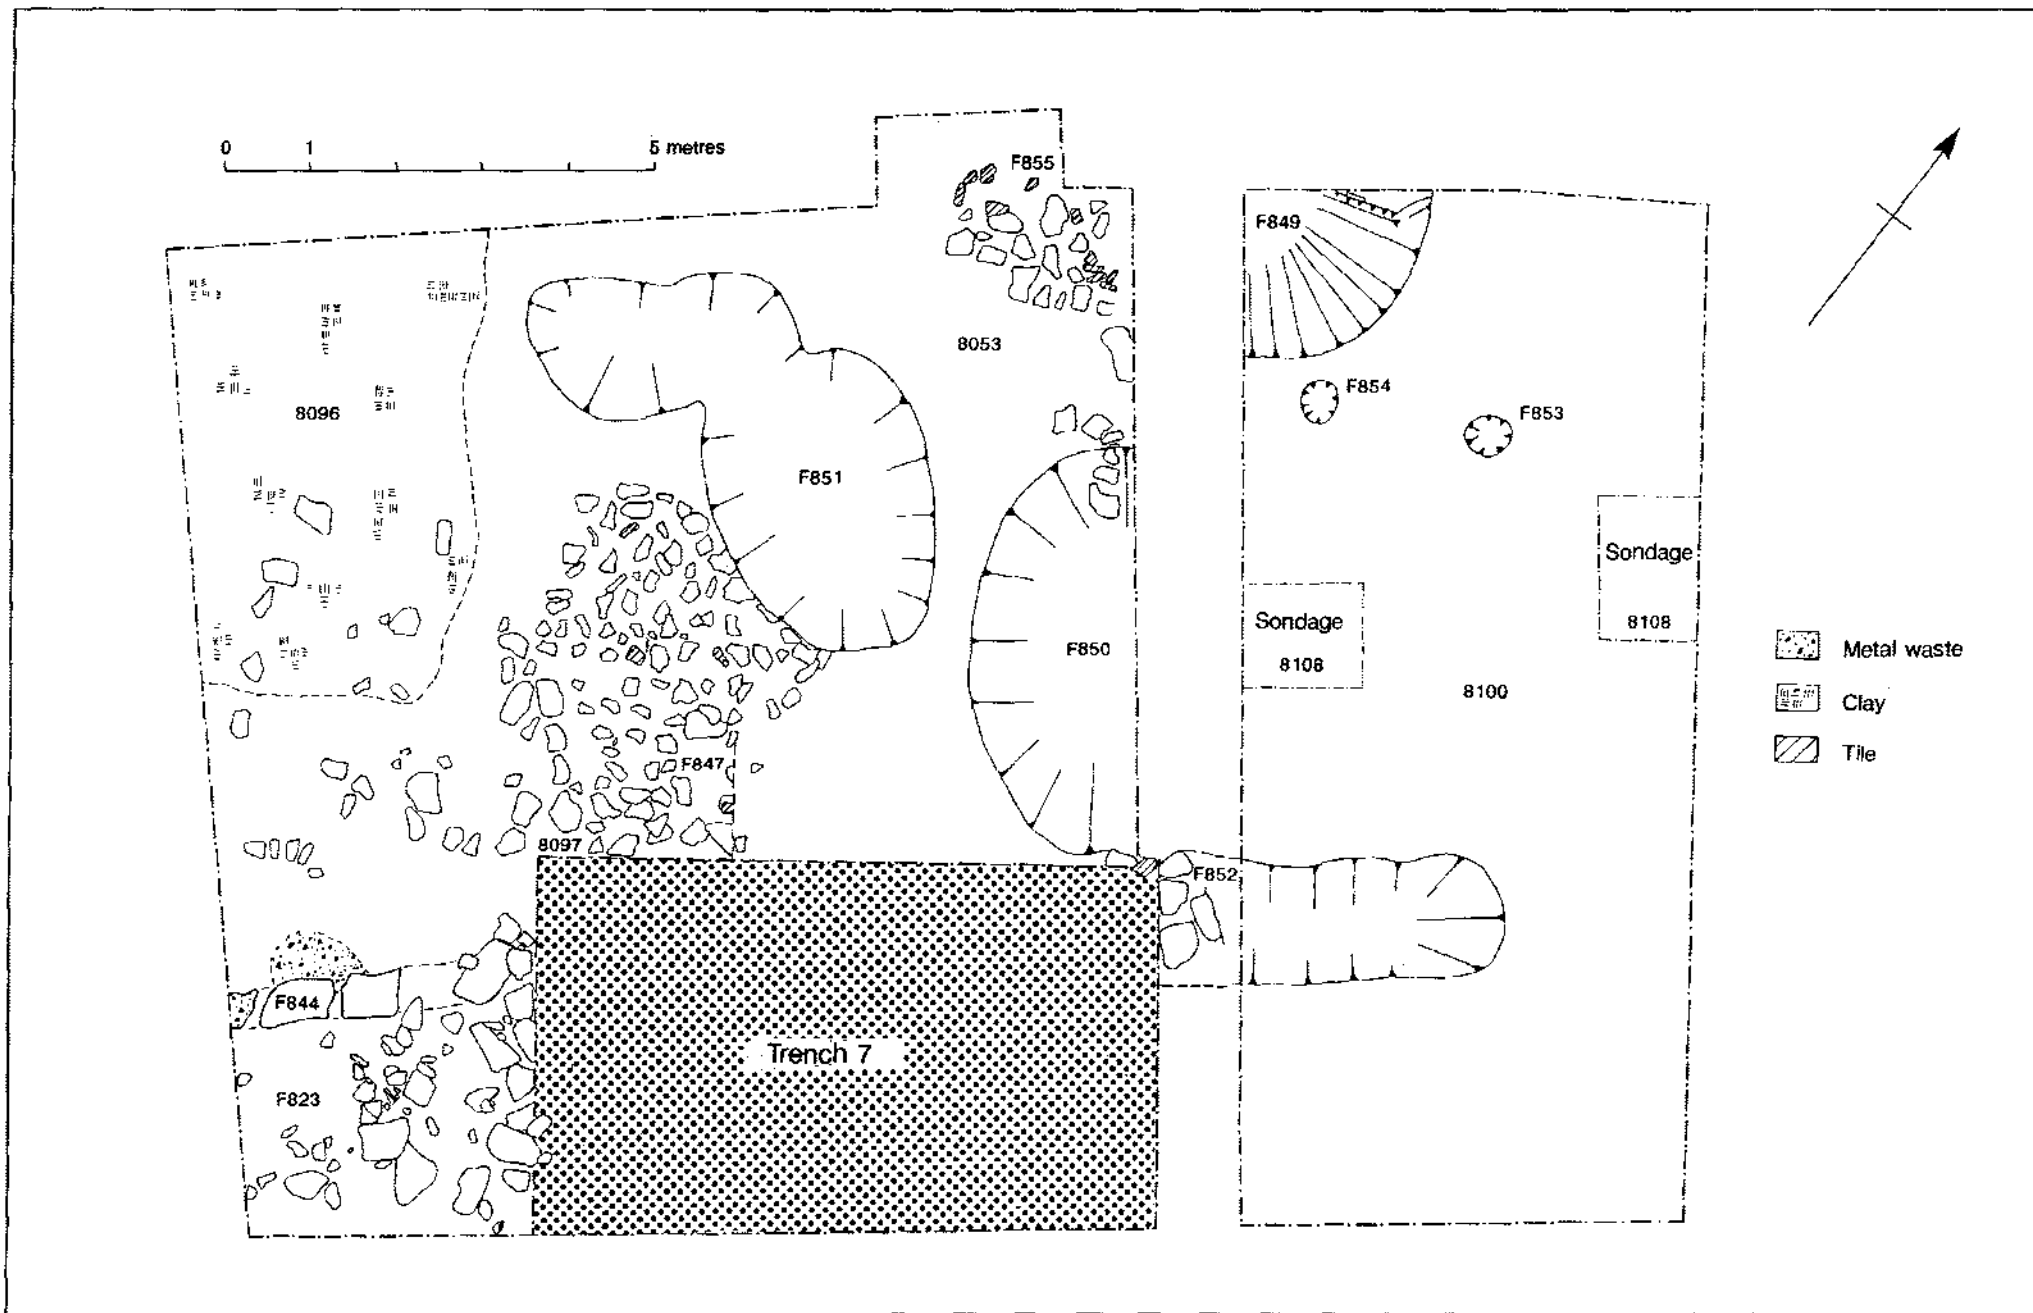 0 1 5 metres
F855
F849
8053
F854
F853
8096
F851
Sondage
8108
Sondage
8108
F850
8100
Metal waste
Clay
Tile
F847
8097
F852
F844
Trench 7
F823